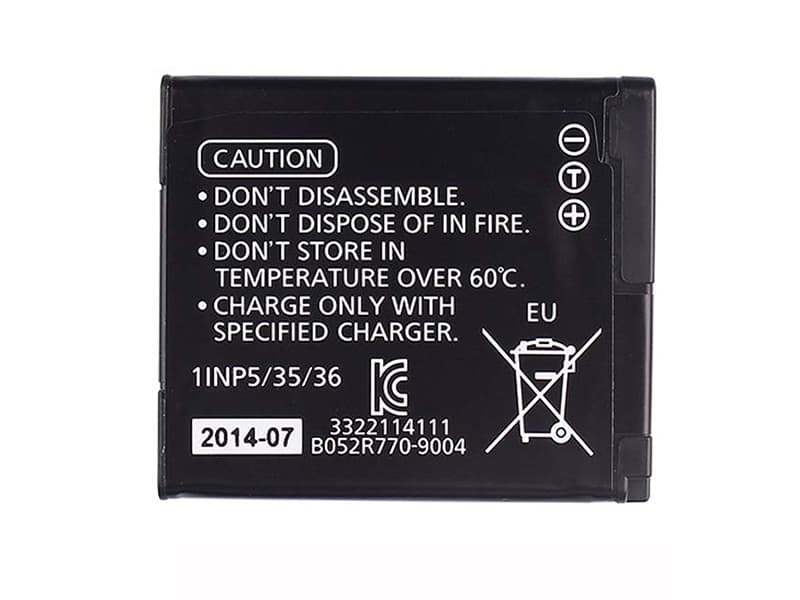 CAUTION
• DON'T DISASSEMBLE.
• DON'T DISPOSE OF IN FIRE.
• DON'T STORE IN
TEMPERATURE OVER 60℃.
• CHARGE ONLY WITH
SPECIFIED CHARGER.
T
EU
1INP5/35/36
KC
2014-07
3322114111
B052R770-9004